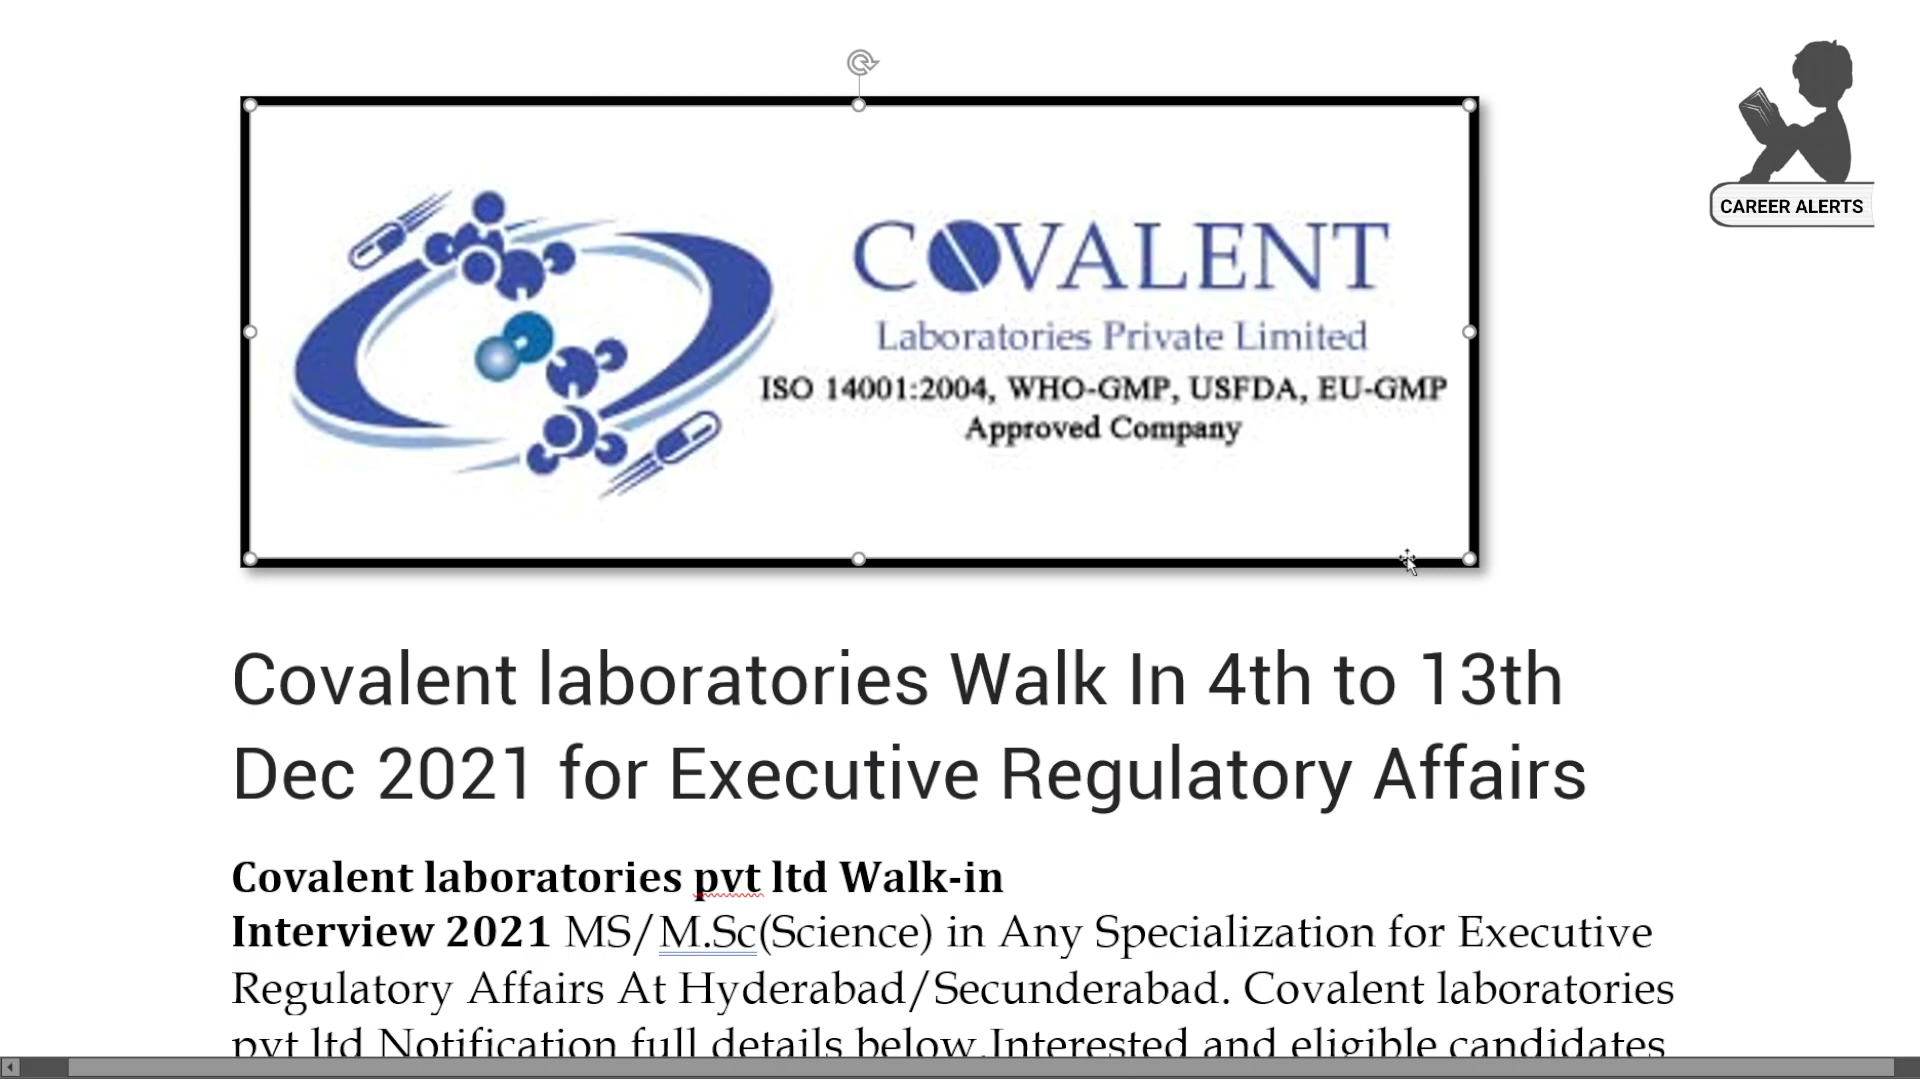 CAREER ALERTS
COVALENT
Laboratories Private Limited
ISO 14001:2004, WHO-GMP, USFDA, EU-GMP
Approved Company
Covalent laboratories Walk In 4th to 13th
Dec 2021 for Executive Regulatory Affairs
Covalent laboratories pvt ltd Walk-in
Interview 2021 MS/M.Sc(Science) in Any Specialization for Executive
Regulatory Affairs At Hyderabad/Secunderabad. Covalent laboratories
pvt ltd Notification full details below.Interested and eligible candidates